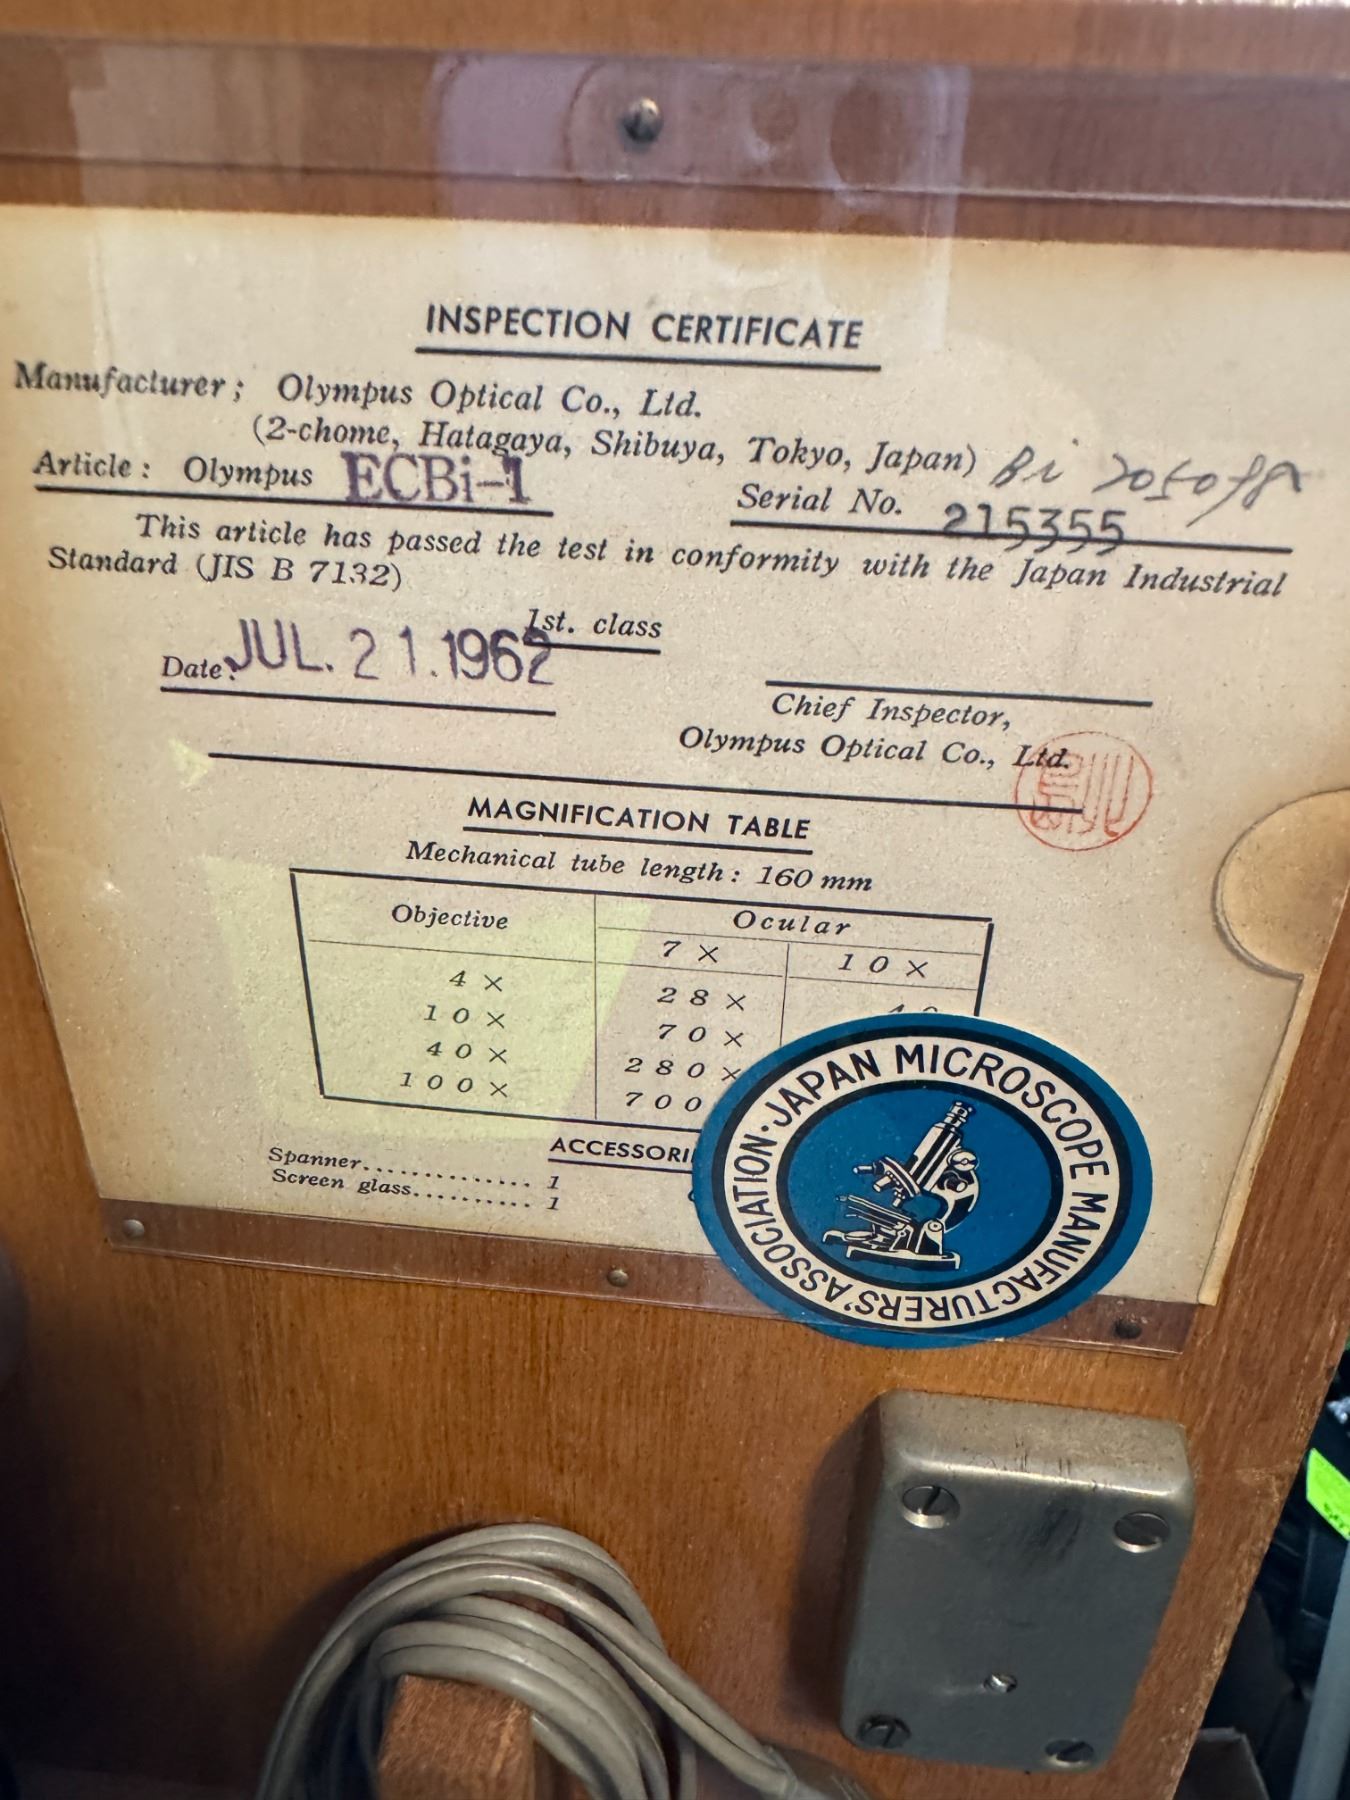 INSPECTION CERTIFICATE
Manufacturer; Olympus Optical Co., Ltd.
(2-chome, Hatagaya, Shibuya, Tokyo, Japan)
Bi
Article: Olympus ECBi-1
Serial No. 215355
This article has passed the test in conformity with the Japan Industrial
Standard (JIS B 7132)
1st. class
Date: JUL. 21. 1962
Chief Inspector,
Olympus Optical Co., Ltd.
MAGNIFICATION TABLE
Mechanical tube length: 160 mm
Objective Ocular
7 × 10 ×
4 × 28 ×
10 × 70 ×
40 × 280 ×
100 × 700
ACCESSORI
Spanner.............. 1
Screen glass.......... 1
JAPAN MICROSCOPE MANUFACTURERS' ASSOCIATION